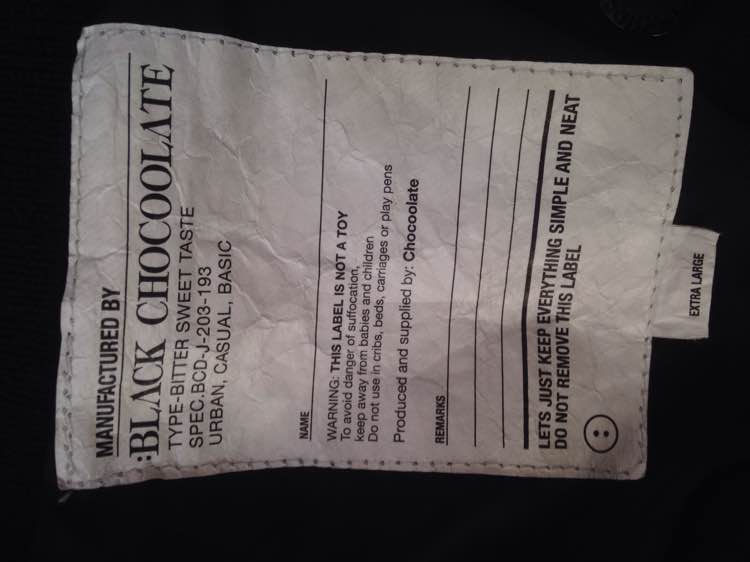 MANUFACTURED BY
:BLACK CHOCOOLATE
TYPE-BITTER SWEET TASTE
SPEC.BCD-J-203-193
URBAN, CASUAL, BASIC
NAME
WARNING: THIS LABEL IS NOT A TOY
To avoid danger of suffocation,
keep away from babies and children
Do not use in cribs, beds, carriages or play pens
Produced and supplied by: Chocoolate
REMARKS
LETS JUST KEEP EVERYTHING SIMPLE AND NEAT
DO NOT REMOVE THIS LABEL
:
EXTRA LARGE